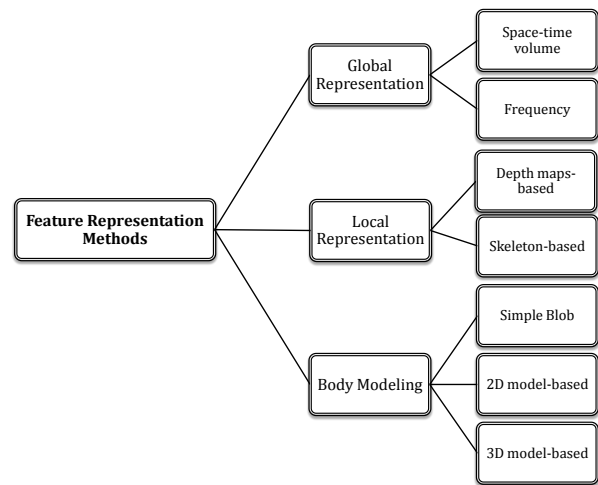 Space-time
volume
Global
Representation
Frequency
Depth maps-
based
Feature Representation
Methods
Local
Representation
Skeleton-based
Simple Blob
Body Modeling
2D model-based
3D model-based